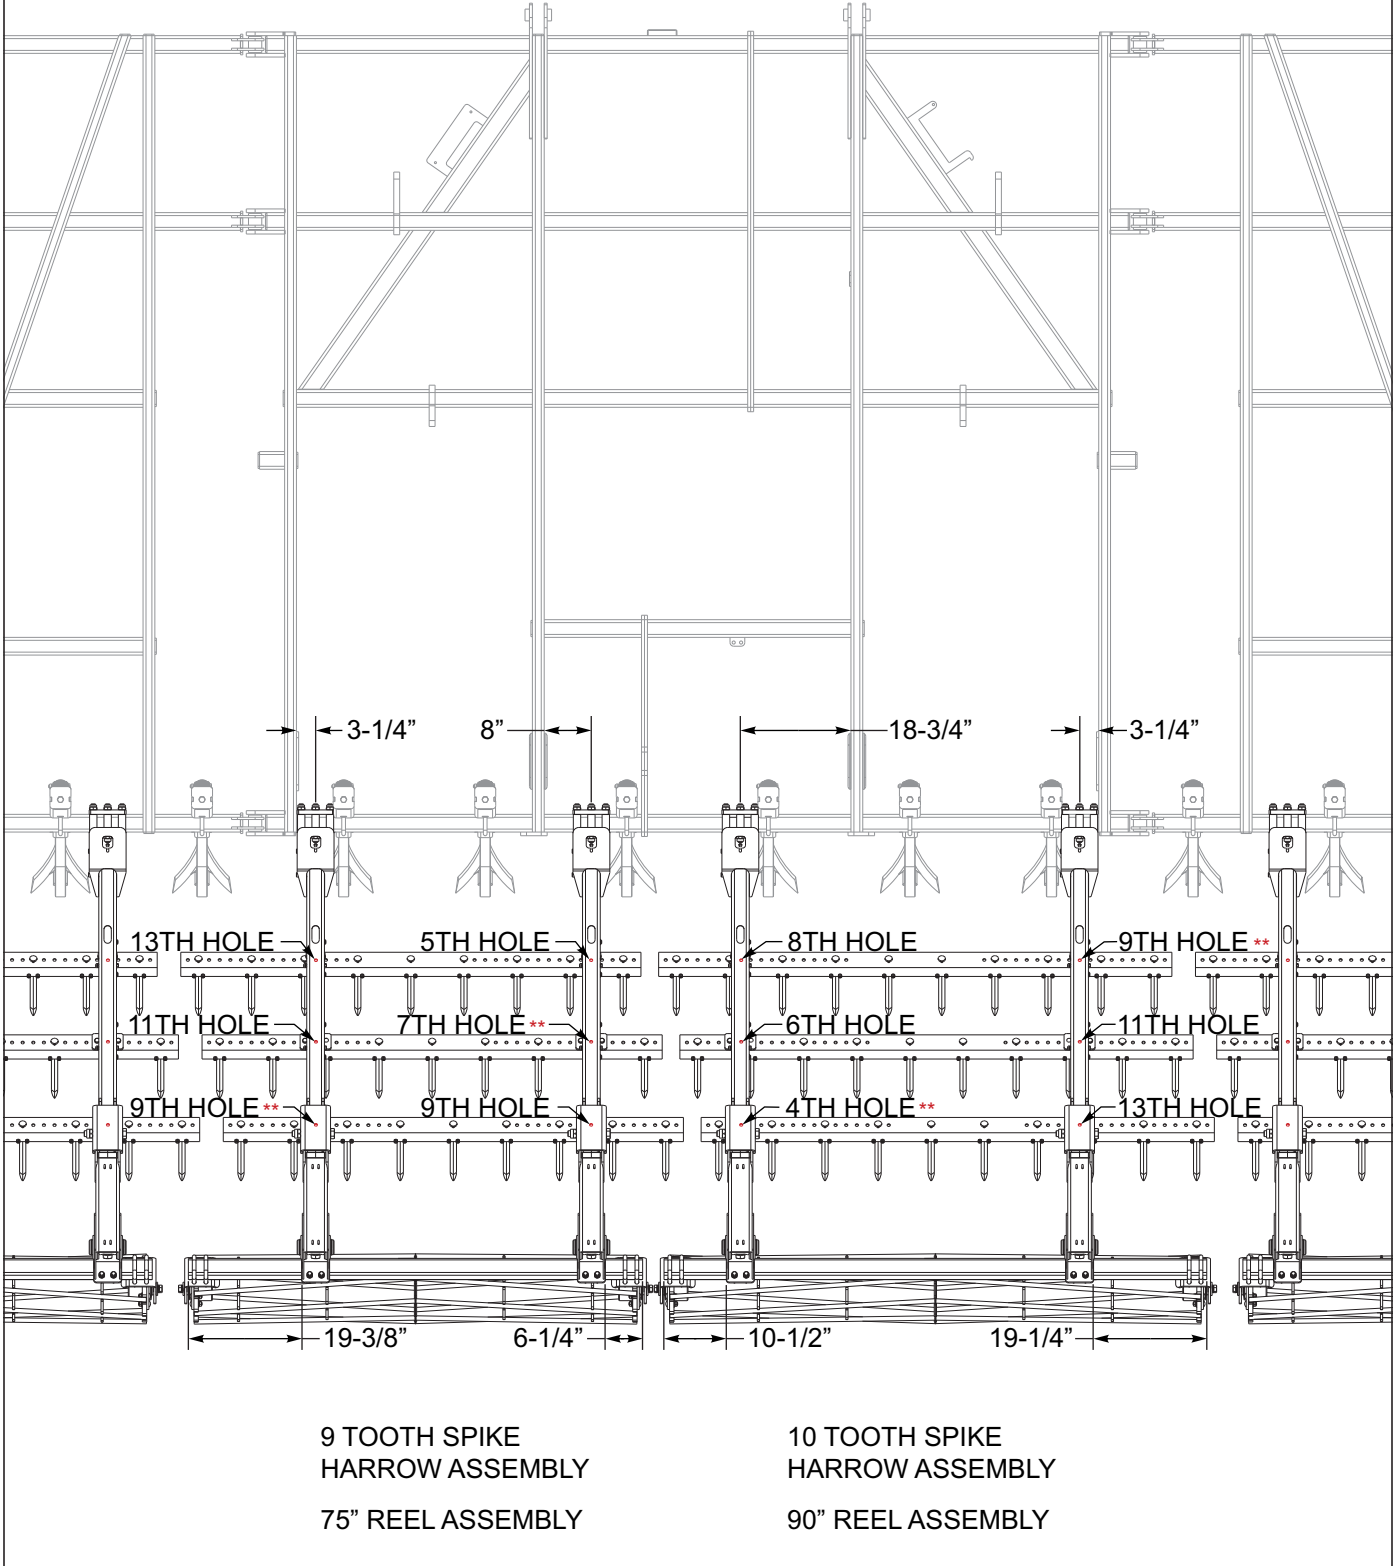 3-1/4”
8”
18-3/4”
3-1/4”
13TH HOLE
5TH HOLE
8TH HOLE
9TH HOLE **
11TH HOLE
7TH HOLE **
6TH HOLE
11TH HOLE
9TH HOLE **
9TH HOLE
4TH HOLE **
13TH HOLE
19-3/8”
6-1/4”
10-1/2”
19-1/4”
9 TOOTH SPIKE
HARROW ASSEMBLY
75” REEL ASSEMBLY
10 TOOTH SPIKE
HARROW ASSEMBLY
90” REEL ASSEMBLY